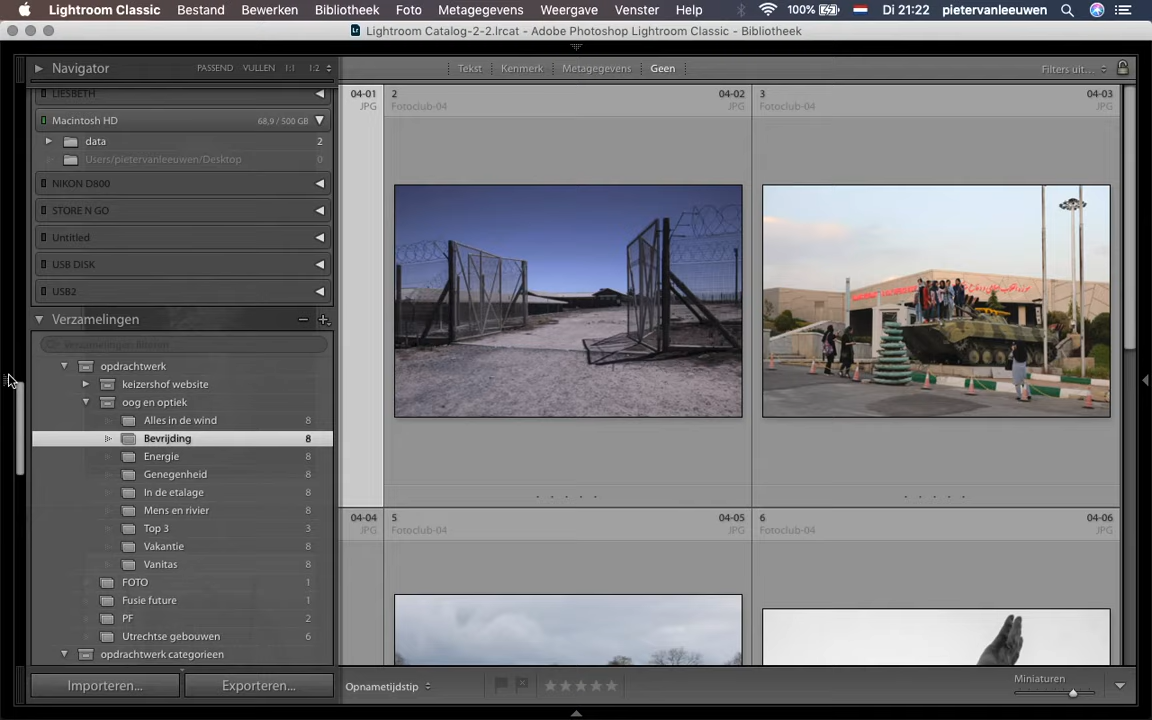 Lightroom Classic Bestand Bewerken Bibliotheek Foto Metagegevens Weergave Venster Help 100% Di 21:22 pietervanleeuwen
Lightroom Catalog-2-2.lrcat - Adobe Photoshop Lightroom Classic - Bibliotheek
Navigator PASSEND VULLEN 1:1 1:2
Tekst Kenmerk Metagegevens Geen Filters uit...
LIESBETH
Macintosh HD 68,9 / 500 GB
data 2
Users/pietervanleeuwen/Desktop 0
NIKON D800
STORE N GO
Untitled
USB DISK
USB2
Verzamelingen
Verzamelingen filteren
opdrachtwerk
keizershof website
oog en optiek
Alles in de wind 8
Bevrijding 8
Energie 8
Genegenheid 8
In de etalage 8
Mens en rivier 8
Top 3 3
Vakantie 8
Vanitas 8
FOTO 1
Fusie future 1
PF 2
Utrechtse gebouwen 6
opdrachtwerk categorieen
Importeren... Exporteren...
04-01
JPG
2 04-02
Fotoclub-04 JPG
3 04-03
Fotoclub-04 JPG
04-04
JPG
5 04-05
Fotoclub-04 JPG
6 04-06
Fotoclub-04 JPG
Opnametijdstip Miniaturen